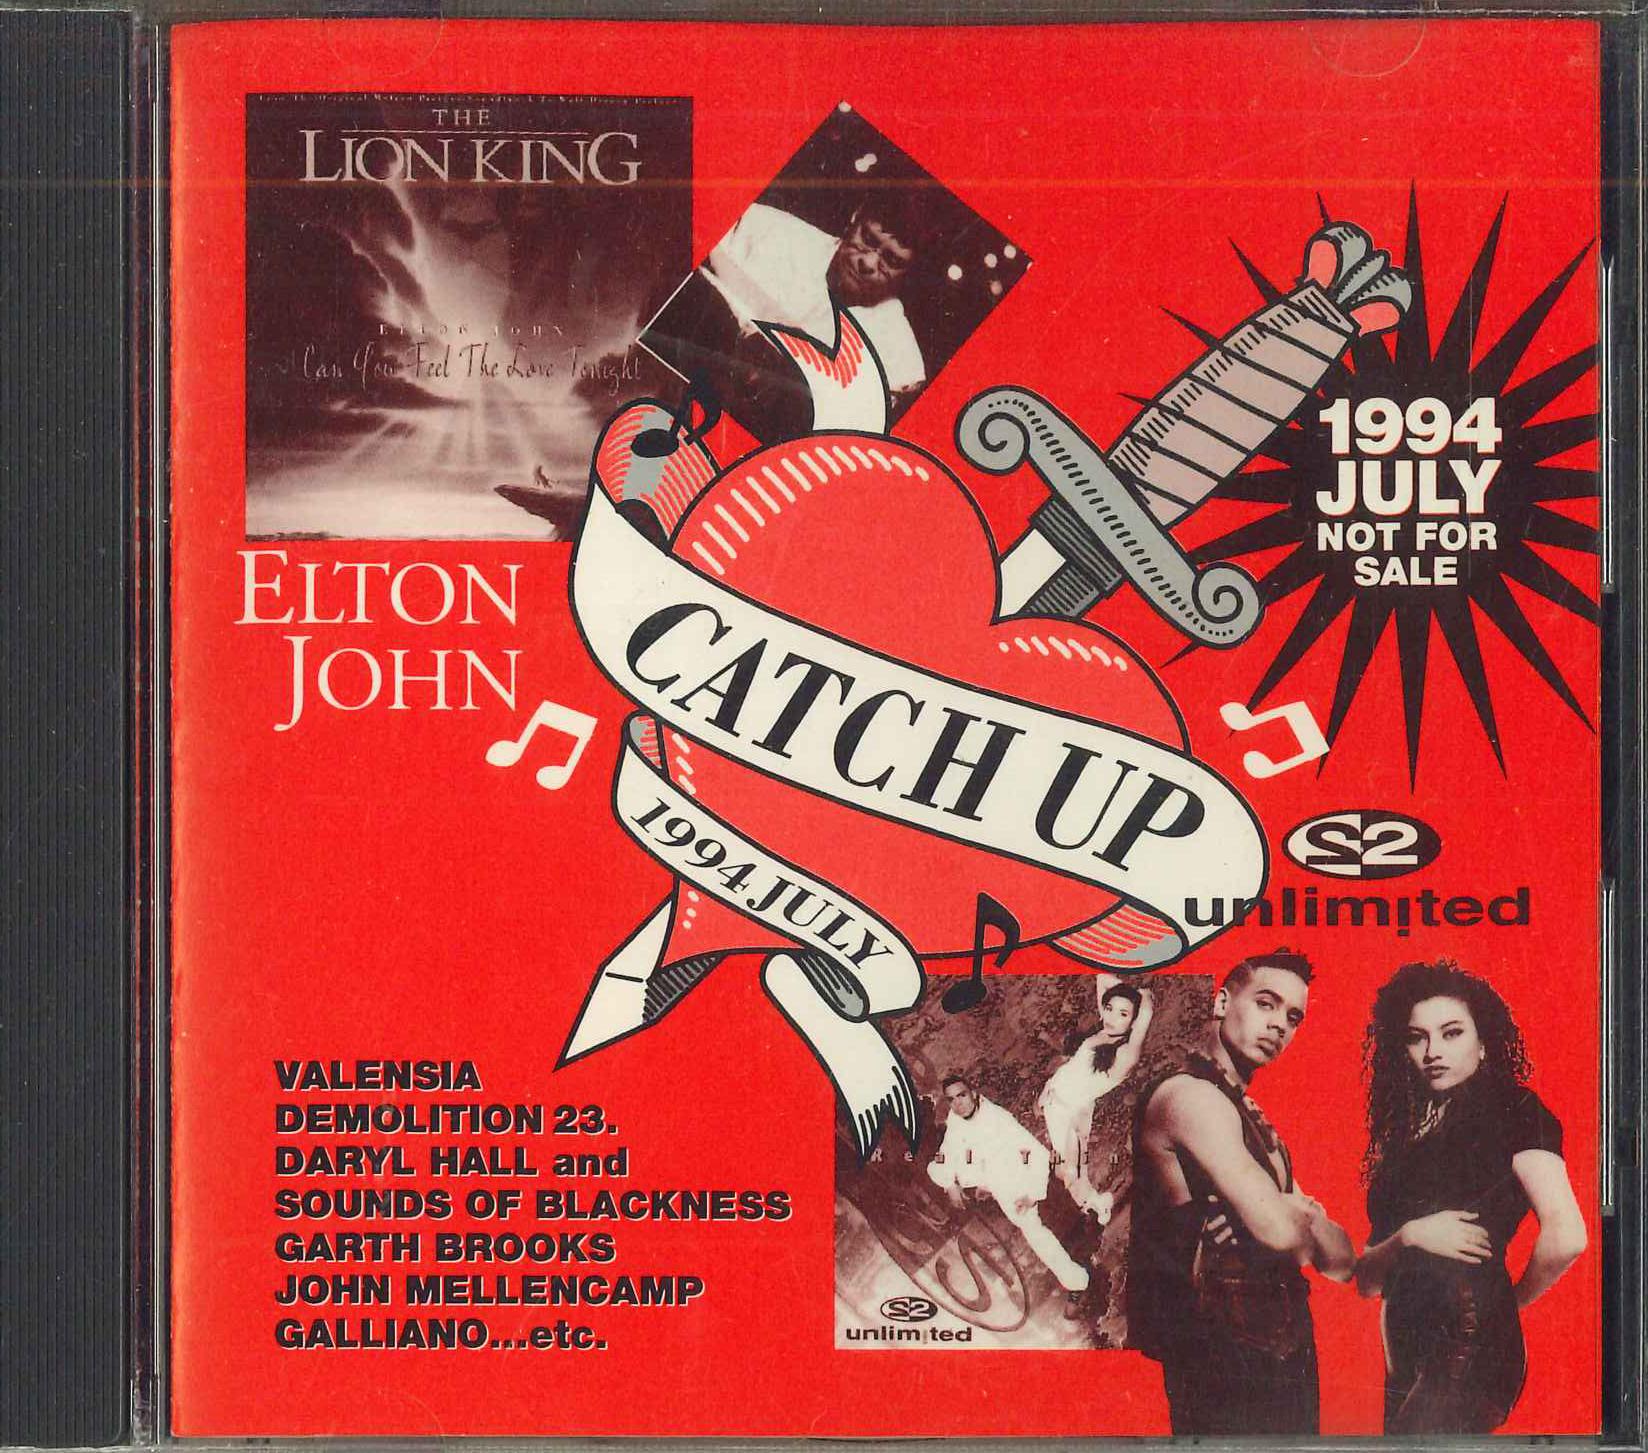 THE
LION KING
ELTON JOHN
Can You Feel The Love Tonight
ELTON
JOHN
1994
JULY
NOT FOR
SALE
CATCH UP
1994 JULY
2
unlimited
VALENSIA
DEMOLITION 23.
DARYL HALL and
SOUNDS OF BLACKNESS
GARTH BROOKS
JOHN MELLENCAMP
GALLIANO...etc.
Real Thin
2
unlimited